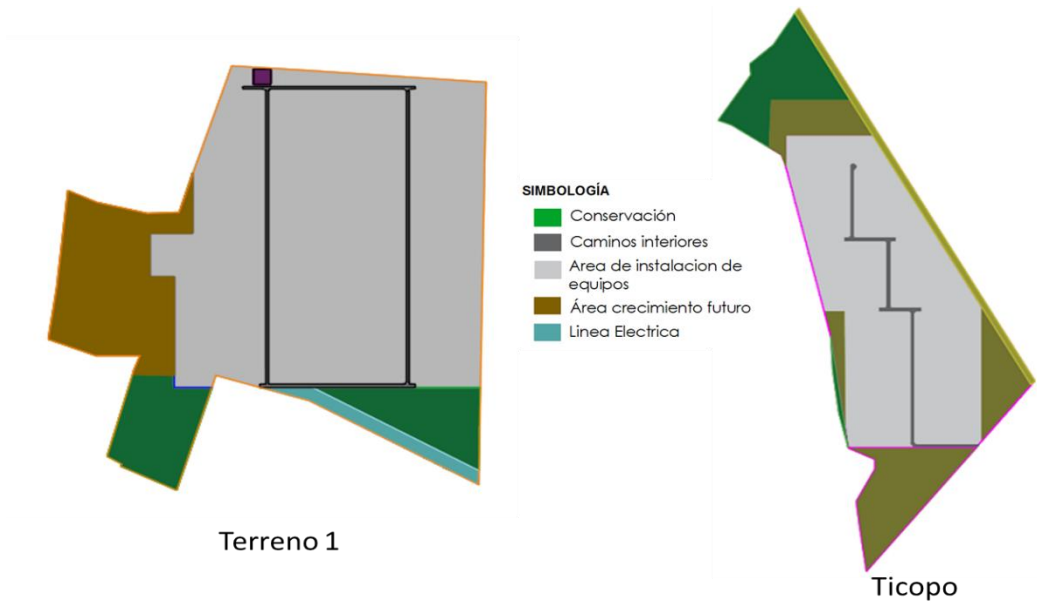 SIMBOLOGÍA
Conservación
Caminos interiores
Area de instalacion de
equipos
Área crecimiento futuro
Linea Electrica
Terreno 1
Ticopo